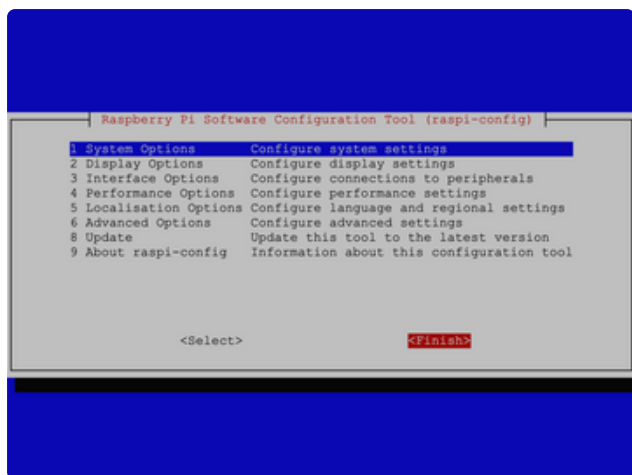 Raspberry Pi Software Configuration Tool (raspi-config)
1 System Options Configure system settings
2 Display Options Configure display settings
3 Interface Options Configure connections to peripherals
4 Performance Options Configure performance settings
5 Localisation Options Configure language and regional settings
6 Advanced Options Configure advanced settings
8 Update Update this tool to the latest version
9 About raspi-config Information about this configuration tool
<Select> <Finish>